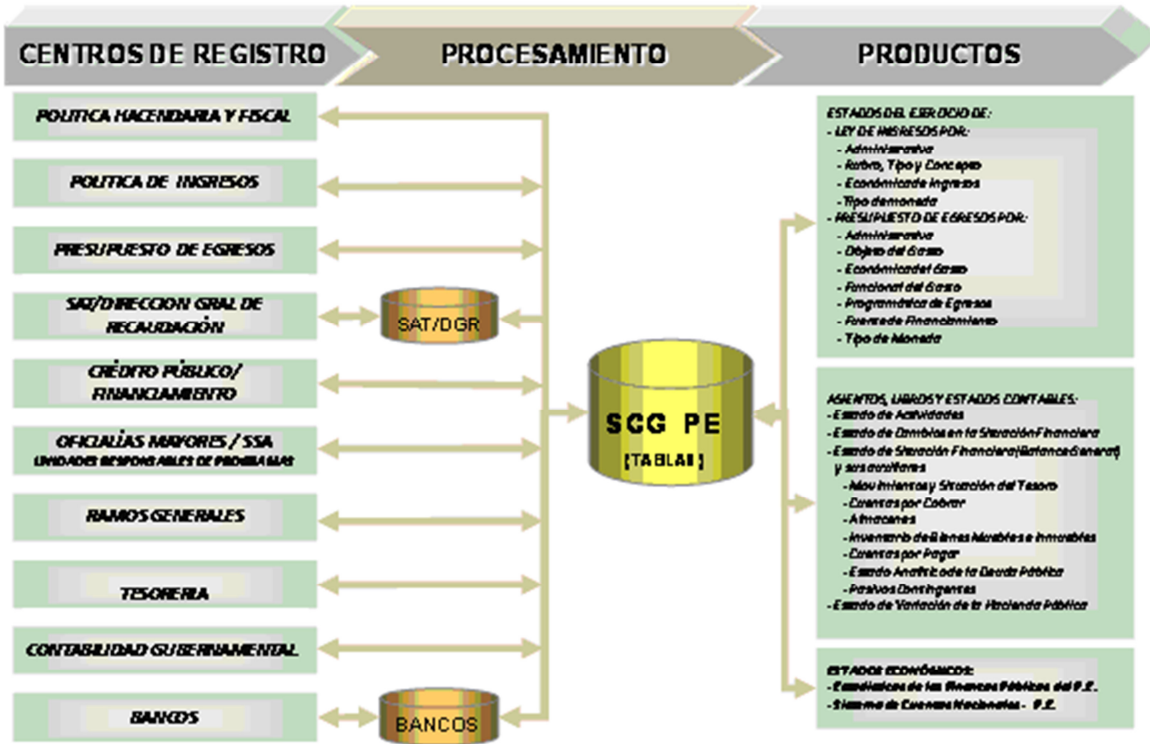 CENTROS DE REGISTRO
PROCESAMIENTO
PRODUCTOS
POLITICA HACENDARIA Y FISCAL
POLITICA DE INGRESOS
PRESUPUESTO DE EGRESOS
SAT/DIRECCION GRAL DE
RECAUDACIÓN
CRÉDITO PÚBLICO/
FINANCIAMIENTO
OFICIALÍAS MAYORES / SSA
UNIDADES RESPONSABLES DE PROGRAMAS
RAMOS GENERALES
TESORERIA
CONTABILIDAD GUBERNAMENTAL
BANCOS
SAT/DGR
BANCOS
SCG PE
ESTADOS DEL EJERCICIO DE:
- LEY DE INGRESOS POR:
- Administrativa
- Rubro, Tipo y Concepto
- Económica de Ingresos
- Tipo de moneda
- PRESUPUESTO DE EGRESOS POR:
- Administrativa
- Objeto del Gasto
- Económica del Gasto
- Funcional del Gasto
- Programática de Egresos
- Fuente de Financiamiento
- Tipo de Moneda
ASIENTOS, LIBROS Y ESTADOS CONTABLES:
- Estado de Actividades
- Estado de Cambios en la Situación Financiera
- Estado de Situación Financiera (Balance General)
y sus auxiliares
- Movimientos y Situación del Tesoro
- Cuentas por Cobrar
- Almacenes
- Inventario de Bienes Muebles e Inmuebles
- Cuentas por Pagar
- Estado Analítico de la Deuda Pública
- Pasivos Contingentes
- Estado de Variación de la Hacienda Pública
ESTADOS ECONÓMICOS:
- Estadísticas de las Finanzas Públicas del P.E.
- Sistema de Cuentas Nacionales - P.E.